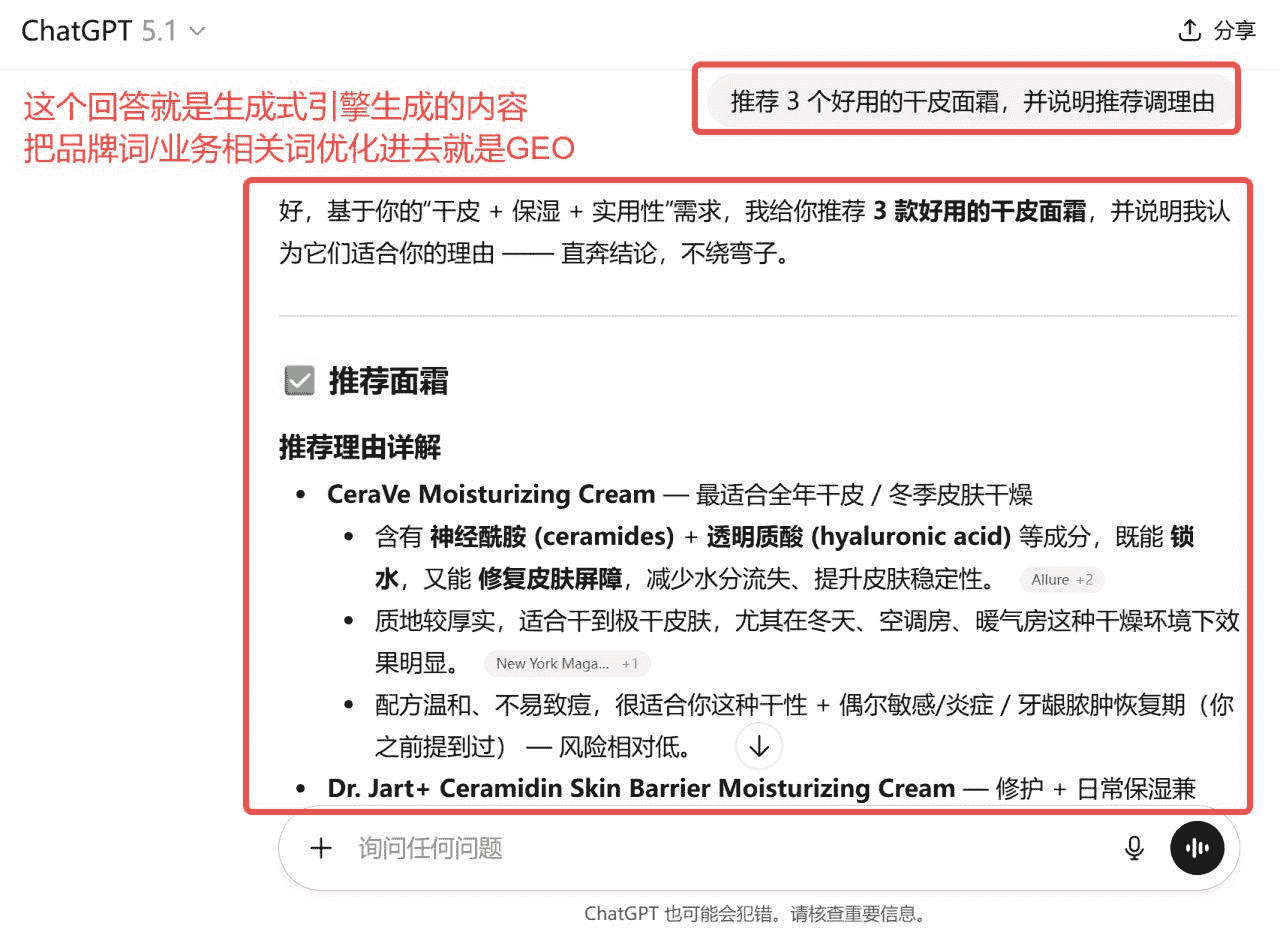 ChatGPT 5.1
分享
这个回答就是生成式引擎生成的内容
把品牌词/业务相关词优化进去就是GEO
推荐 3 个好用的干皮面霜，并说明推荐调理由
好，基于你的“干皮 + 保湿 + 实用性”需求，我给你推荐 3 款好用的干皮面霜，并说明我认
为它们适合你的理由 —— 直奔结论，不绕弯子。
推荐面霜
推荐理由详解
CeraVe Moisturizing Cream — 最适合全年干皮 / 冬季皮肤干燥
含有 神经酰胺 (ceramides) + 透明质酸 (hyaluronic acid) 等成分，既能 锁
水，又能 修复皮肤屏障，减少水分流失、提升皮肤稳定性。 Allure +2
质地较厚实，适合干到极干皮肤，尤其在冬天、空调房、暖气房这种干燥环境下效
果明显。 New York Maga... +1
配方温和、不易致痘，很适合你这种干性 + 偶尔敏感/炎症 / 牙龈脓肿恢复期（你
之前提到过） — 风险相对低。
Dr. Jart+ Ceramidin Skin Barrier Moisturizing Cream — 修护 + 日常保湿兼
询问任何问题
ChatGPT 也可能会犯错。请核查重要信息。